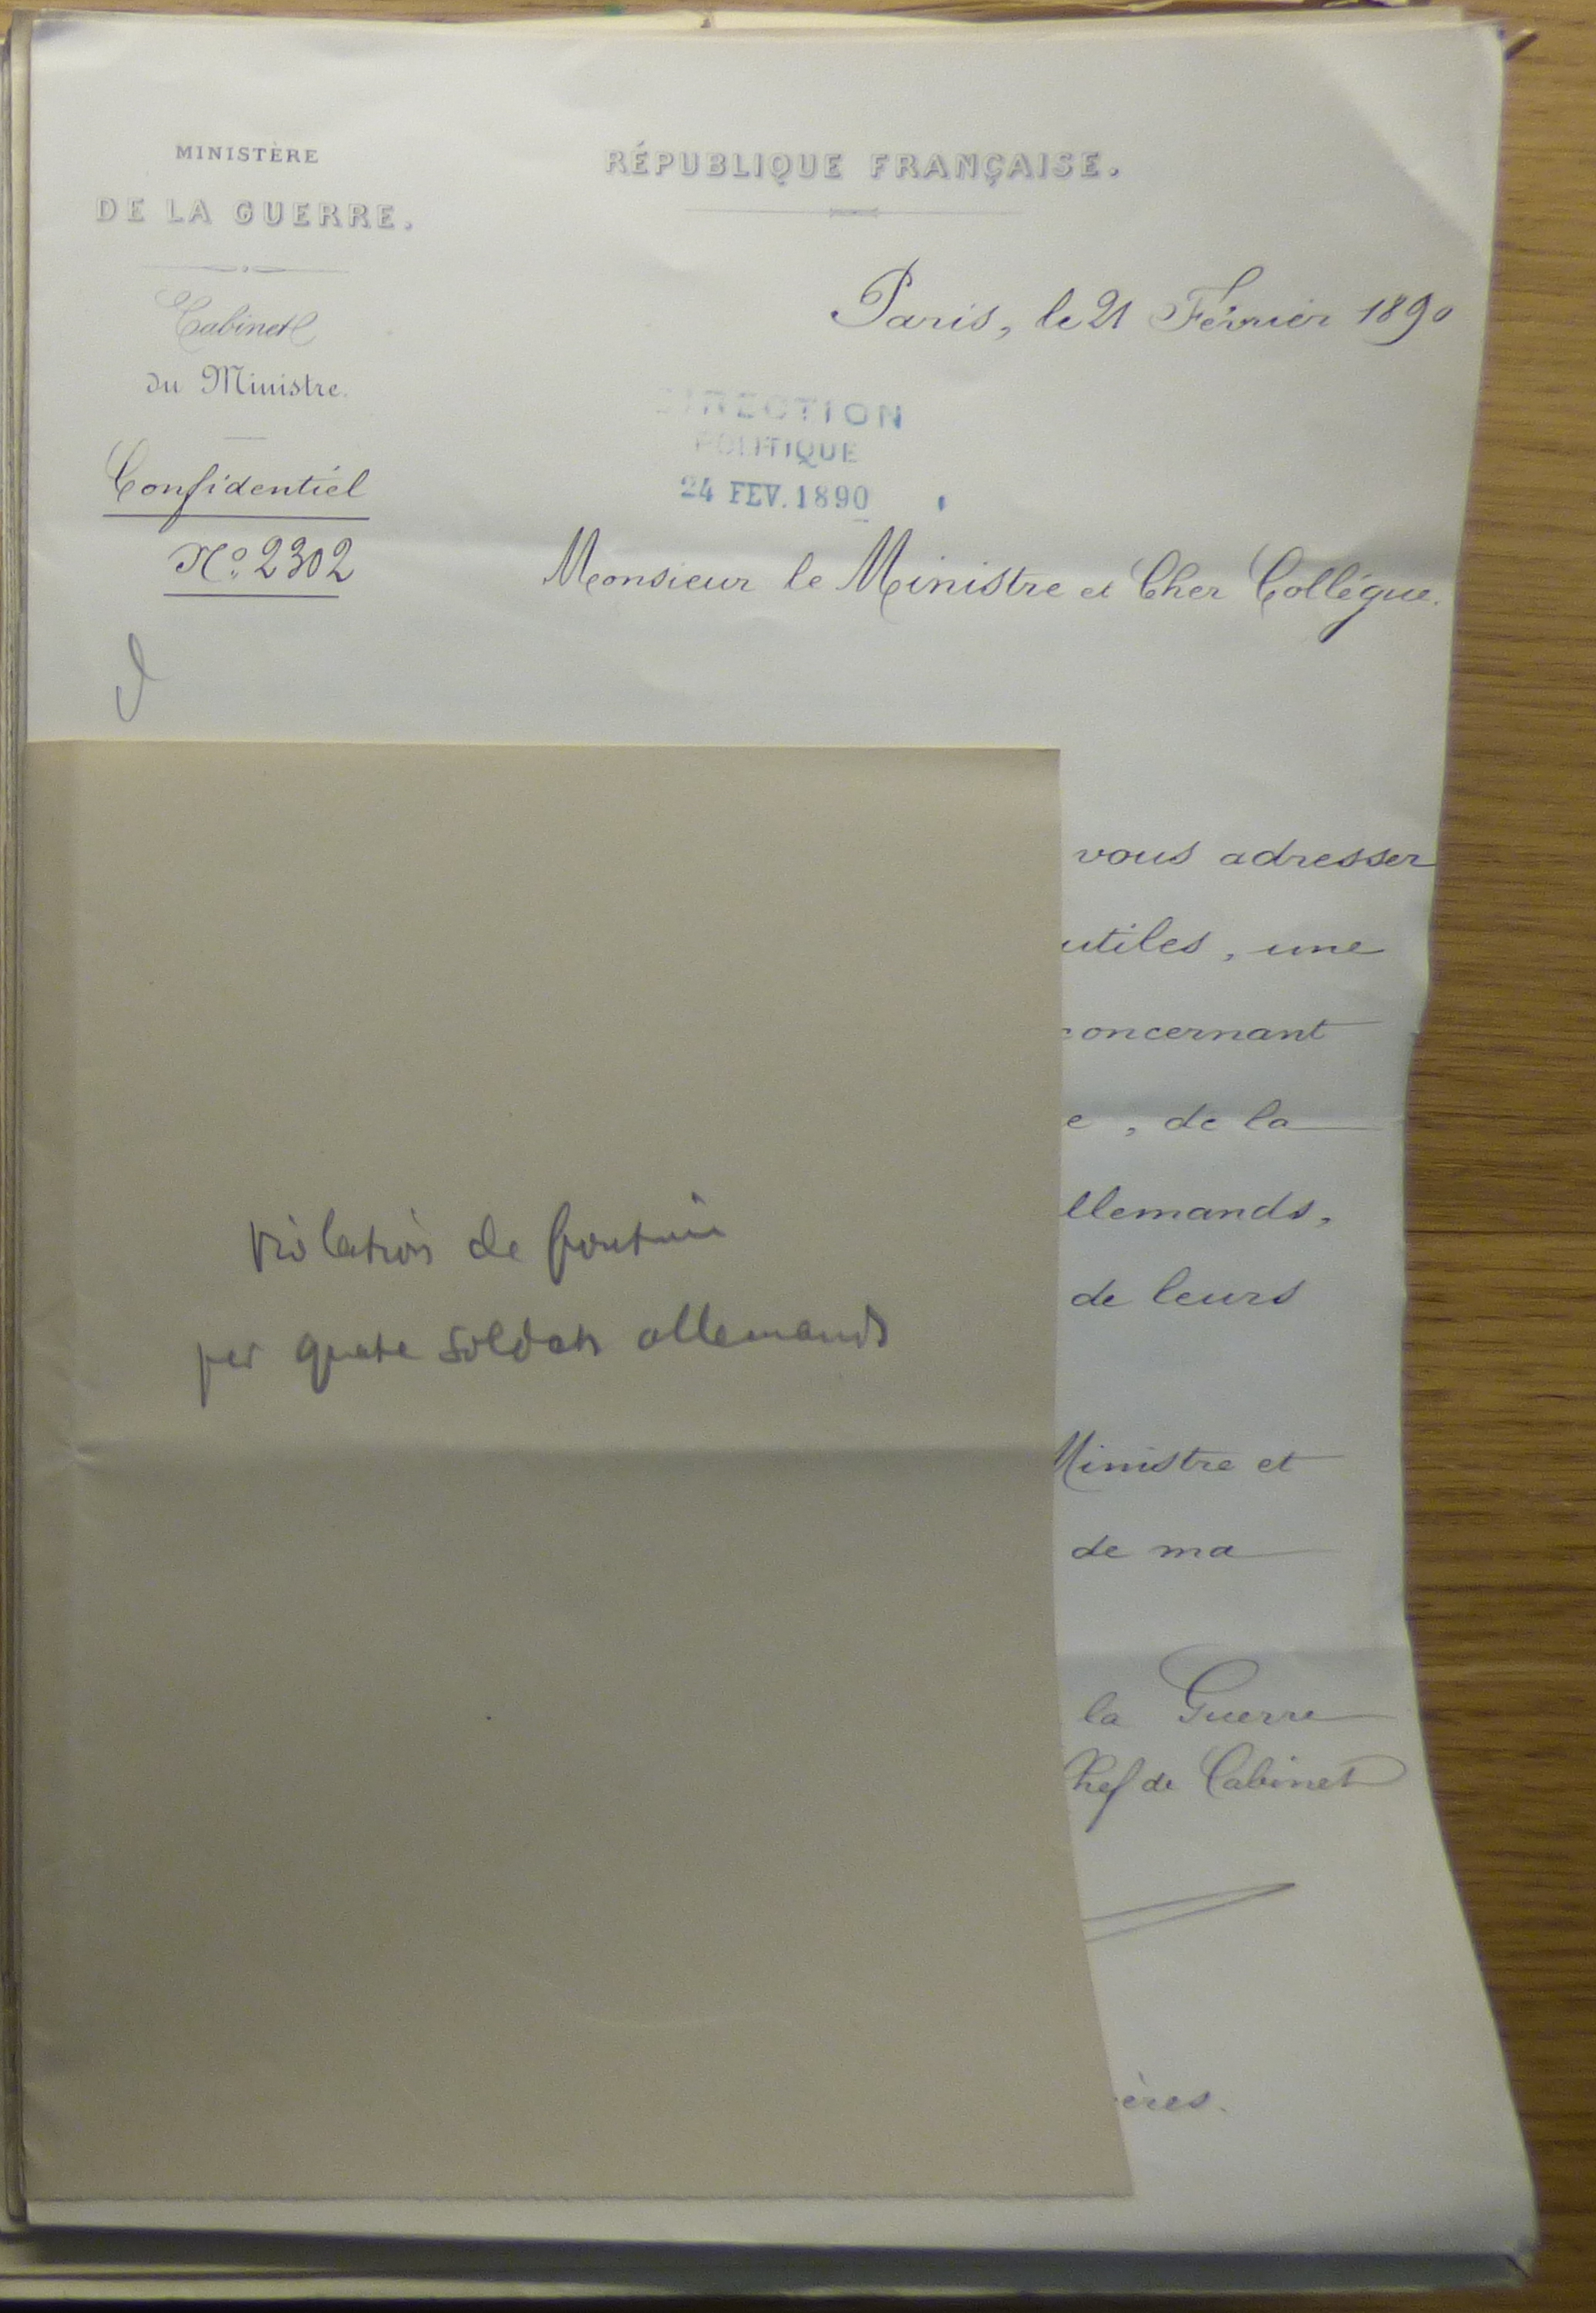 MINISTÈRE
DE LA GUERRE.
Cabinet
du Ministre.
Confidentiel
No. 2302
RÉPUBLIQUE FRANÇAISE.
Paris, le 21 Février 1890
DIRECTION
POLITIQUE
24 FEV. 1890
Monsieur le Ministre et Cher Collégue.
vous adresser
utiles, une
concernant
e, de la
llemands,
de leurs
Ministre et
de ma
la Guerre
Chef de Cabinet
ères.
Violation de frontière
par quatre soldats allemands